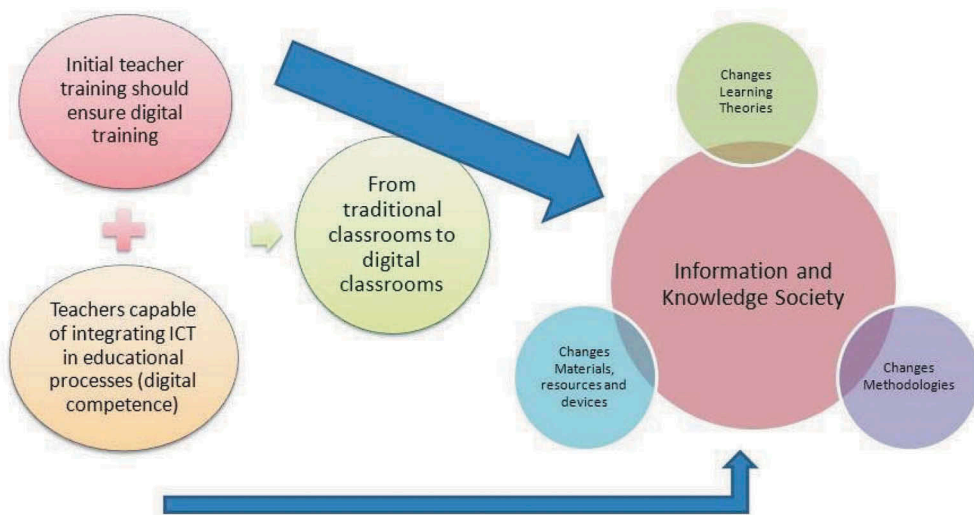 Initial teacher
training should
ensure digital
training
Teachers capable
of integrating ICT
in educational
processes (digital
competence)
From
traditional
classrooms to
digital
classrooms
Changes
Learning
Theories
Information and
Knowledge Society
Changes
Materials,
resources and
devices
Changes
Methodologies